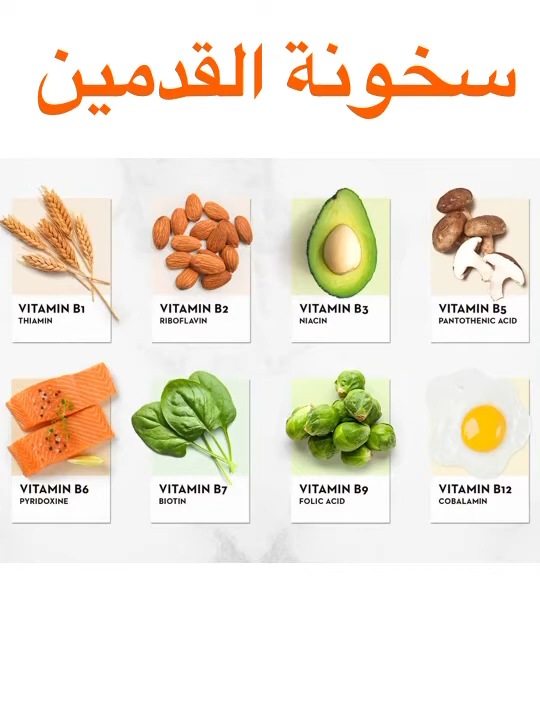 سخونة القدمين
VITAMIN B1
THIAMIN
VITAMIN B2
RIBOFLAVIN
VITAMIN B3
NIACIN
VITAMIN B5
PANTOTHENIC ACID
VITAMIN B6
PYRIDOXINE
VITAMIN B7
BIOTIN
VITAMIN B9
FOLIC ACID
VITAMIN B12
COBALAMIN